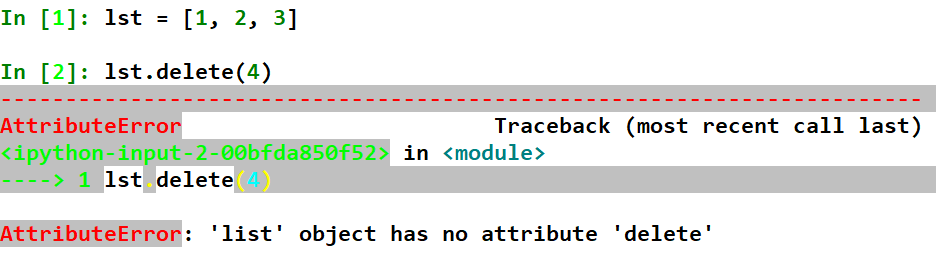 In [1]: lst = [1, 2, 3]
In [2]: lst.delete(4)
---------------------------------------------------------------------------
AttributeError                            Traceback (most recent call last)
<ipython-input-2-00bfda850f52> in <module>
----> 1 lst.delete(4)
AttributeError: 'list' object has no attribute 'delete'